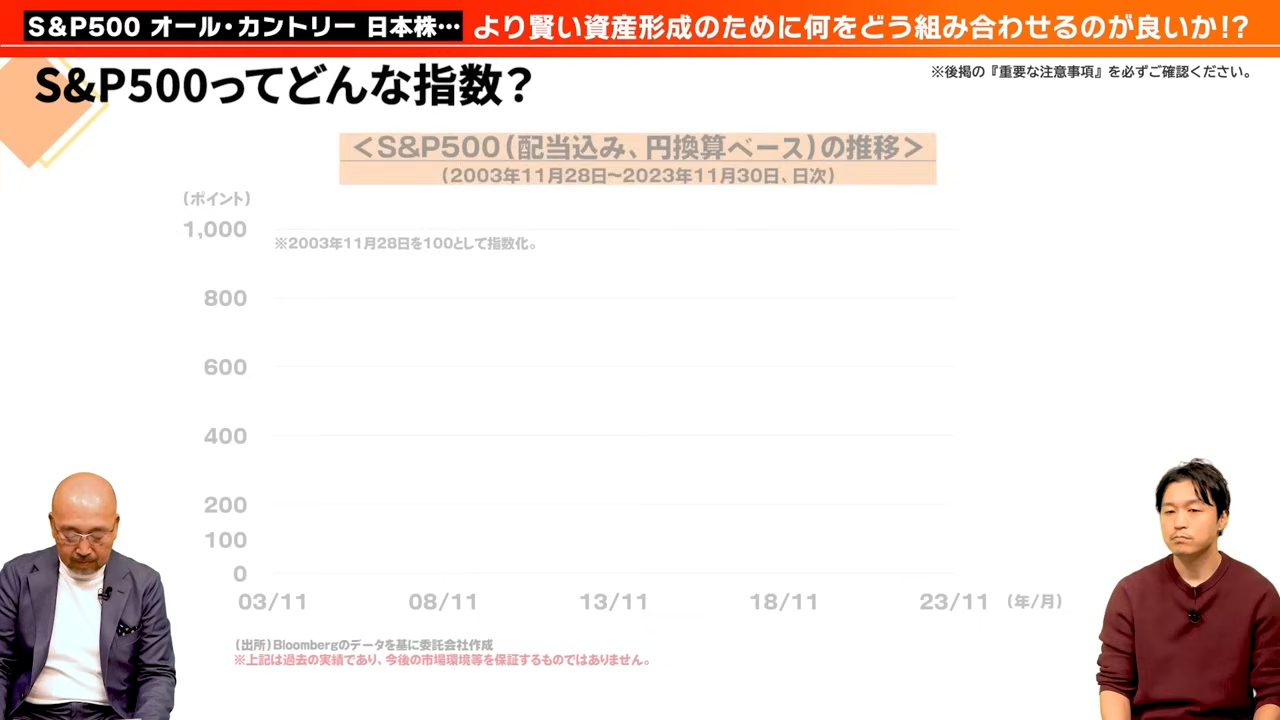 S&P500 オール・カントリー 日本株… より賢い資産形成のために何をどう組み合わせるのが良いか!?
S&P500ってどんな指数?
※後掲の『重要な注意事項』を必ずご確認ください。
<S&P500(配当込み、円換算ベース)の推移>
(2003年11月28日~2023年11月30日、日次)
(ポイント)
1,000
※2003年11月28日を100として指数化。
800
600
400
200
100
0
03/11 08/11 13/11 18/11 23/11 (年/月)
(出所)Bloombergのデータを基に委託会社作成
※上記は過去の実績であり、今後の市場環境等を保証するものではありません。